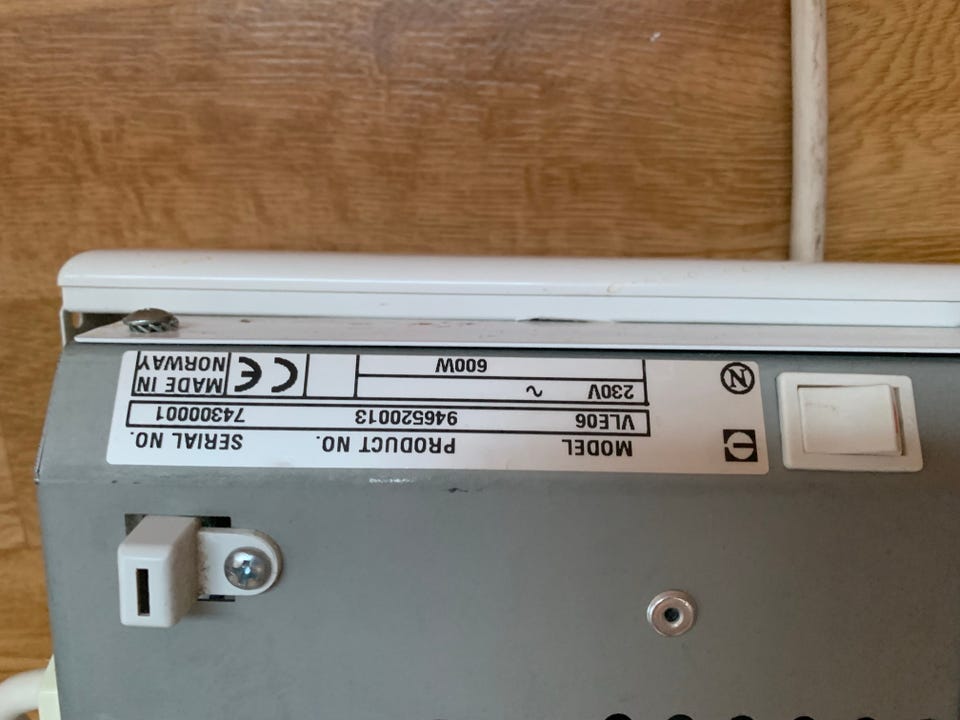 MODEL PRODUCT NO. SERIAL NO.
VLE06 946520013 74300001
230V ~ MADE IN
600W CE NORWAY
N